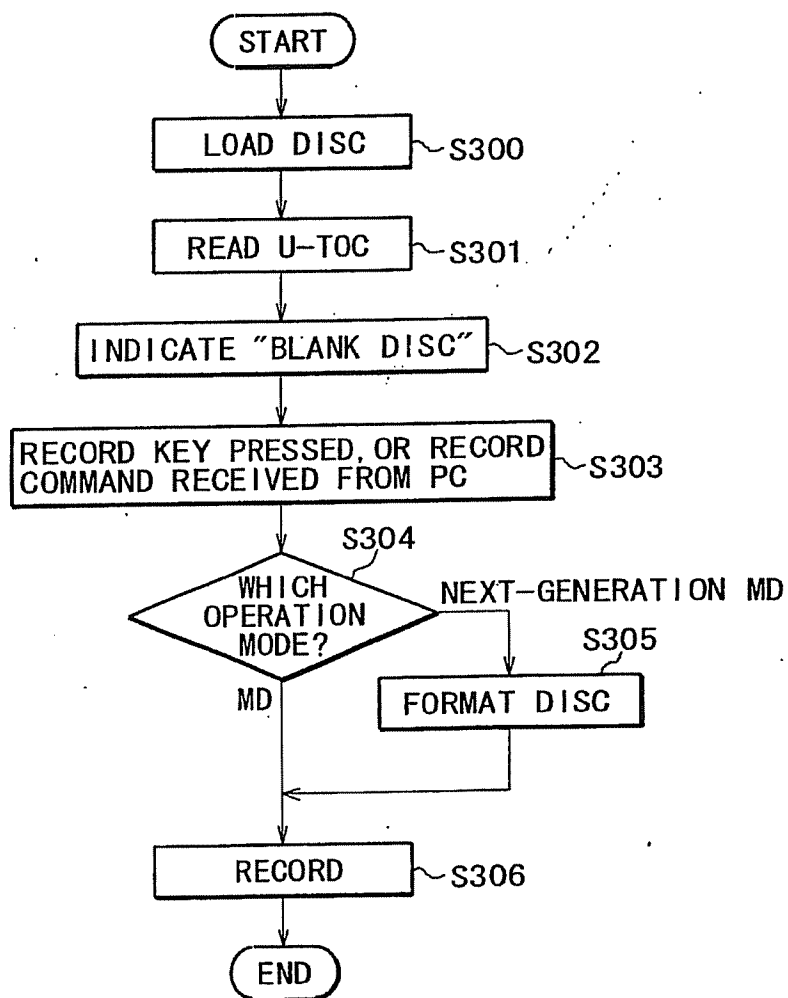 START
LOAD DISC
S300
READ U-TOC
S301
INDICATE "BLANK DISC"
S302
RECORD KEY PRESSED, OR RECORD
COMMAND RECEIVED FROM PC
S303
S304
WHICH
OPERATION
MODE?
NEXT-GENERATION MD
S305
MD
FORMAT DISC
RECORD
S306
END